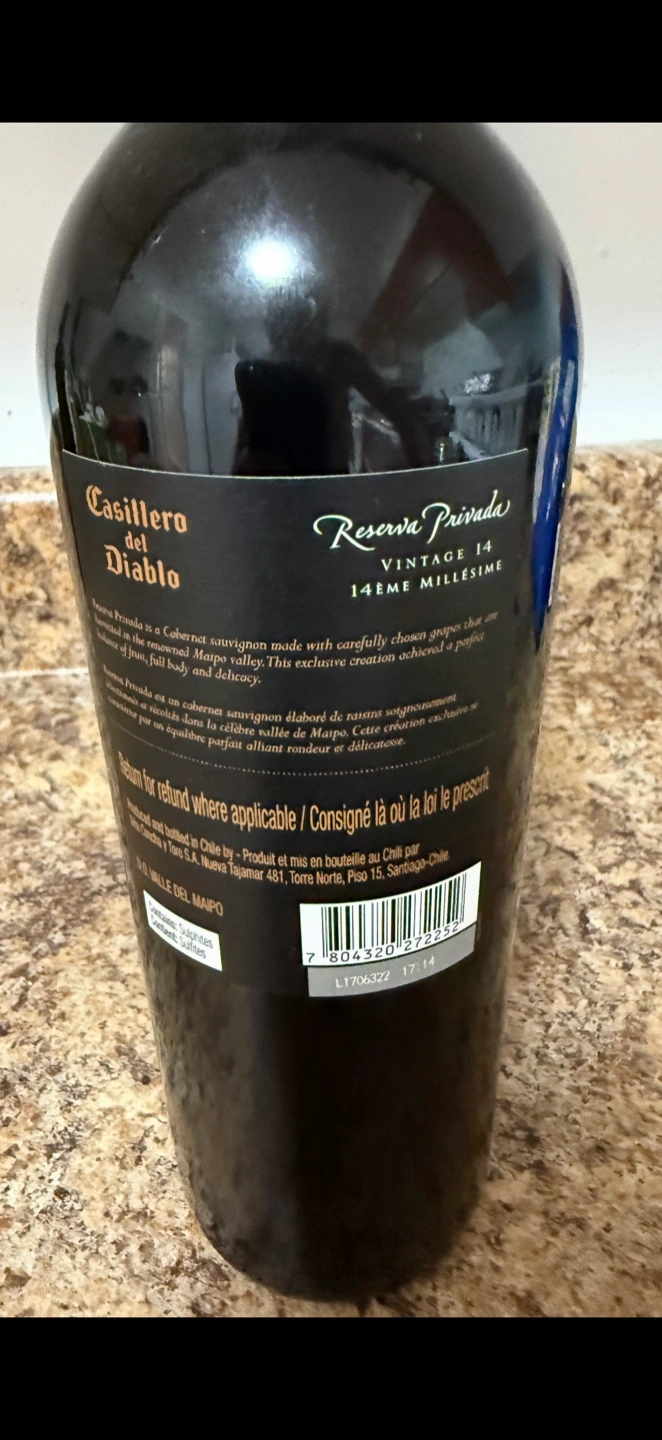 Casillero
del
Diablo
Reserva Privada
VINTAGE 14
14ÈME MILLÉSIME
Reserva Privada is a Cabernet sauvignon made with carefully chosen grapes that are
harvested in the renowned Maipo valley. This exclusive creation achieved a perfect
balance of fruit, full body and delicacy.
Reserva Privada est un cabernet sauvignon élaboré de raisins soigneusement
sélectionnés et récoltés dans la célèbre vallée de Maipo. Cette création exclusive se
caractérise par un équilibre parfait alliant rondeur et délicatesse.
Return for refund where applicable / Consigné là où la loi le prescrit
Produced and bottled in Chile by - Produit et mis en bouteille au Chili par
Viña Concha y Toro S.A. Nueva Tajamar 481, Torre Norte, Piso 15, Santiago-Chile.
D.O. VALLE DEL MAIPO
Contains: Sulphites
Contient: Sulfites
7 804320 272252
L1706322 17:14